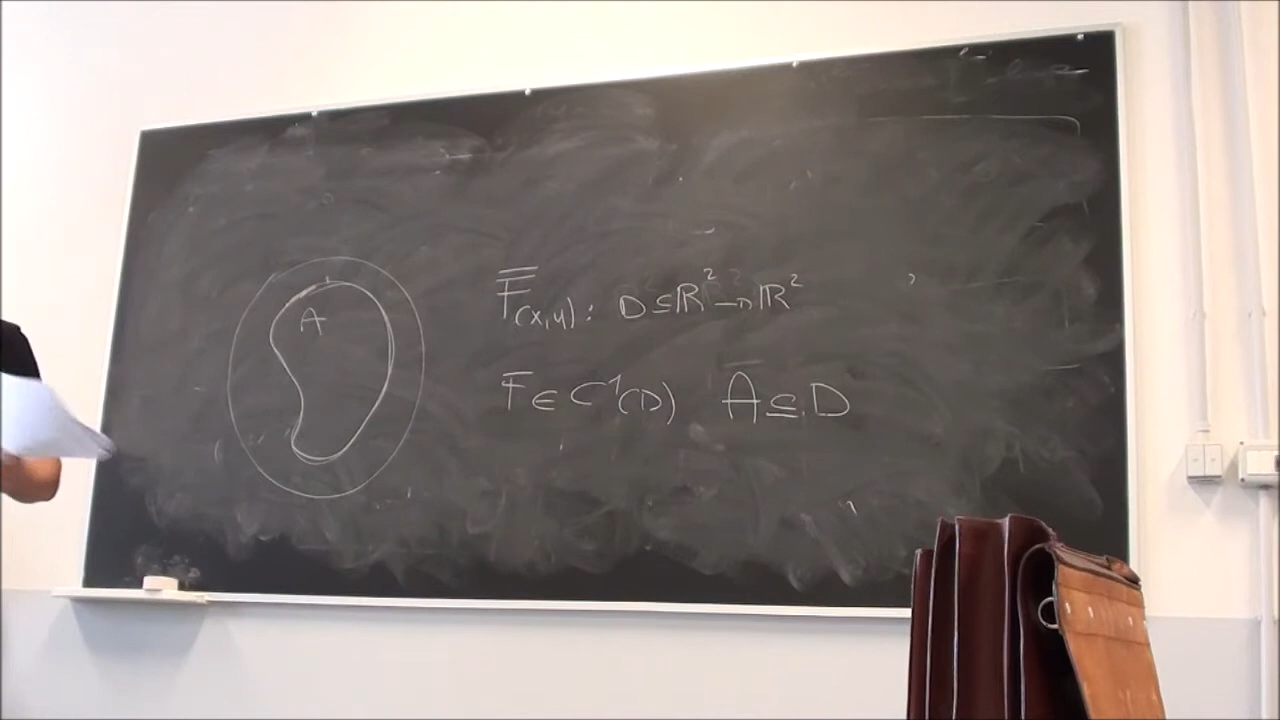 A
F̿(x,y): D ⊆ ℝ² → ℝ²
F̅ ∈ C¹(D) A̅ ⊆ D